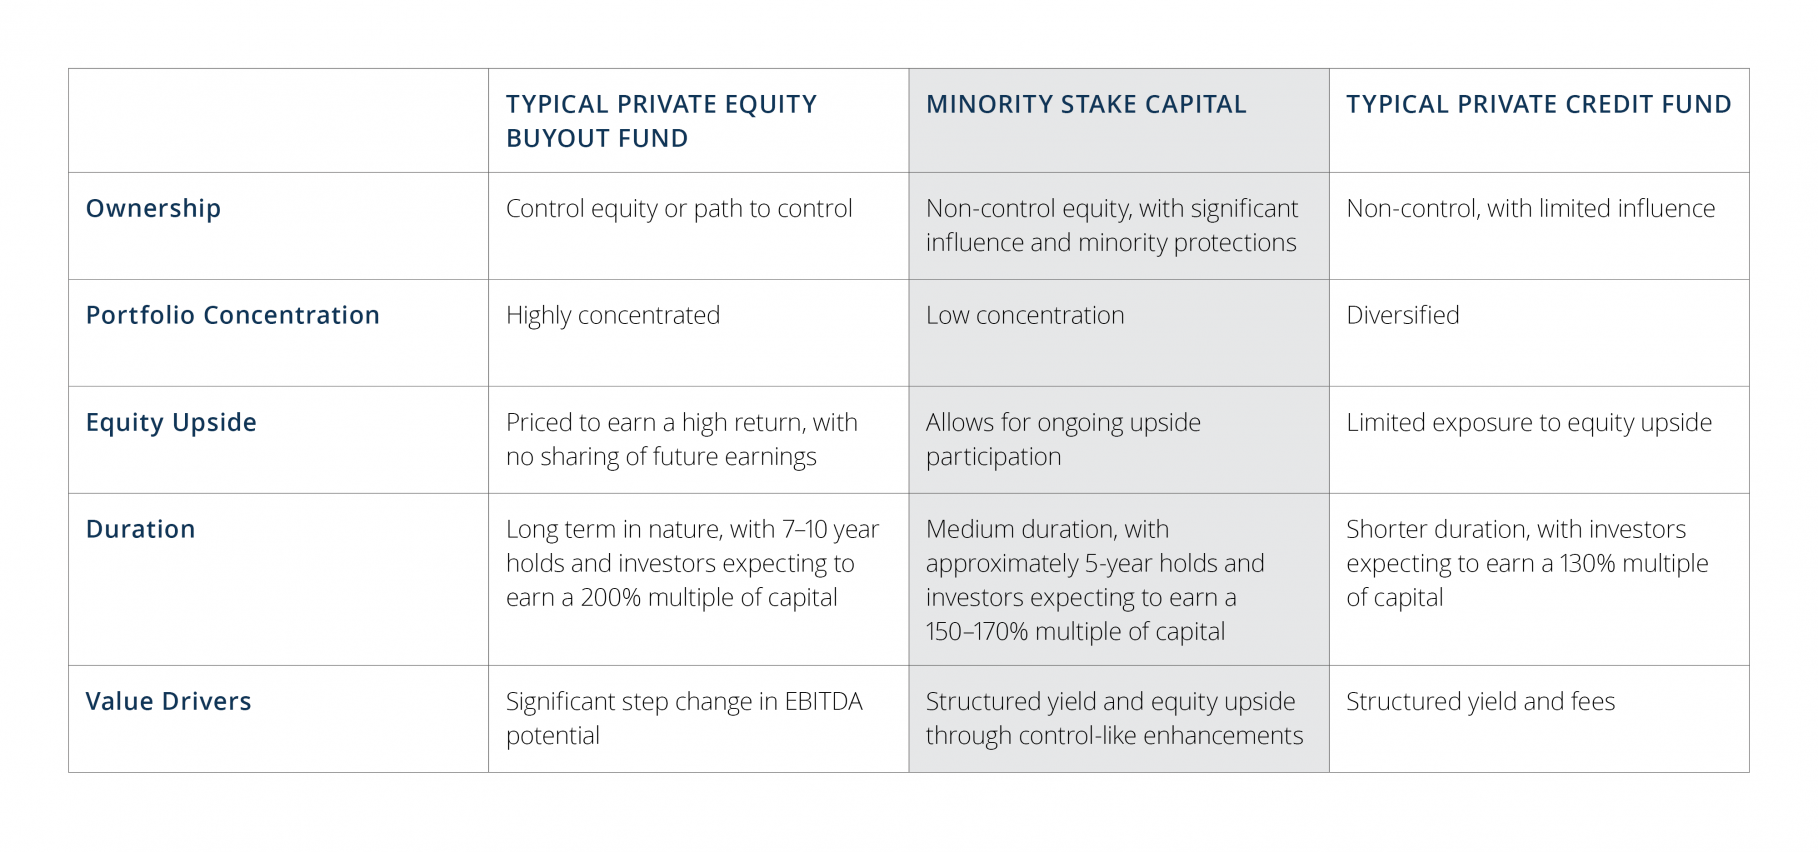 TYPICAL PRIVATE EQUITY
BUYOUT FUND
MINORITY STAKE CAPITAL
TYPICAL PRIVATE CREDIT FUND
Ownership
Control equity or path to control
Non-control equity, with significant
influence and minority protections
Non-control, with limited influence
Portfolio Concentration
Highly concentrated
Low concentration
Diversified
Equity Upside
Priced to earn a high return, with
no sharing of future earnings
Allows for ongoing upside
participation
Limited exposure to equity upside
Duration
Long term in nature, with 7–10 year
holds and investors expecting to
earn a 200% multiple of capital
Medium duration, with
approximately 5-year holds and
investors expecting to earn a
150–170% multiple of capital
Shorter duration, with investors
expecting to earn a 130% multiple
of capital
Value Drivers
Significant step change in EBITDA
potential
Structured yield and equity upside
through control-like enhancements
Structured yield and fees